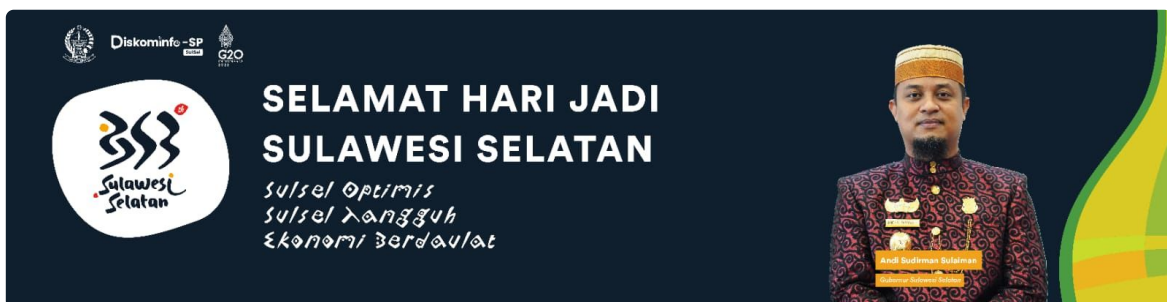 Diskominfo-SP
SulSel
G20
353
Sulawesi
Selatan
SELAMAT HARI JADI
SULAWESI SELATAN
Sulsel Optimis
Sulsel Tangguh
Ekonomi Berdaulat
Andi Sudirman Sulaiman
Gubernur Sulawesi Selatan